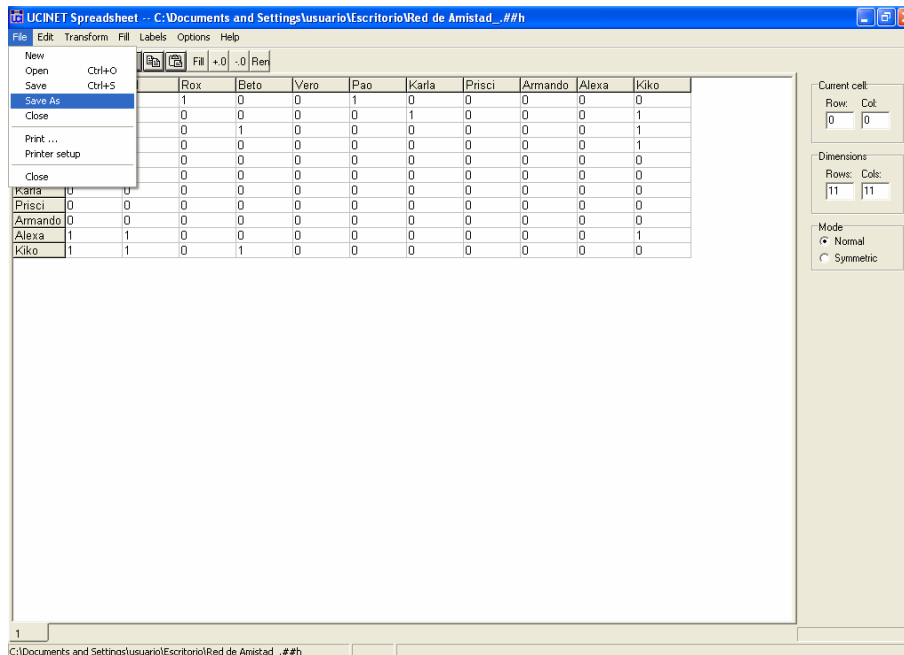 UCINET Spreadsheet -- C:\Documents and Settings\usuario\Escritorio\Red de Amistad_.##h
File Edit Transform Fill Labels Options Help
New
Open Ctrl+O
Save Ctrl+S
Save As
Close
Print ...
Printer setup
Close
Fill +.0 -.0 Ren
Rox Beto Vero Pao Karla Prisci Armando Alexa Kiko
1 0 0 1 0 0 0 0 0
0 0 0 0 1 0 0 0 1
0 1 0 0 0 0 0 0 1
0 0 0 0 0 0 0 0 1
0 0 0 0 0 0 0 0 0
0 0 0 0 0 0 0 0 0
Karla 0 0 0 0 0 0 0 0 0 0 0
Prisci 0 0 0 0 0 0 0 0 0 0 0
Armando 0 0 0 0 0 0 0 0 0 0 0
Alexa 1 1 0 0 0 0 0 0 0 0 1
Kiko 1 1 0 1 0 0 0 0 0 0 0
Current cell:
Row: Col:
0 0
Dimensions
Rows: Cols:
11 11
Mode
Normal
Symmetric
1
C:\Documents and Settings\usuario\Escritorio\Red de Amistad_.##h